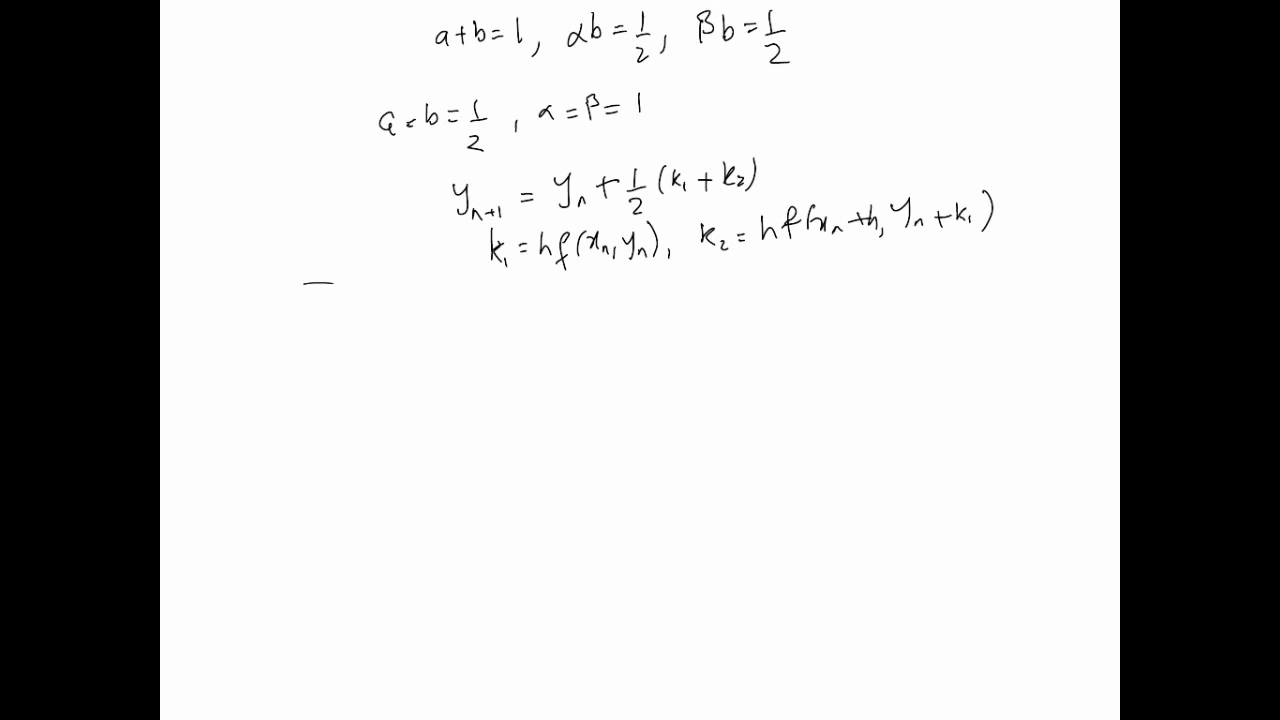 a+b=1, αb=1/2, βb=1/2
a=b=1/2, α=β=1
y_{n+1} = y_n + 1/2 (k_1 + k_2)
k_1 = hf(x_n, y_n), k_2 = hf(x_n+h, y_n+k_1)